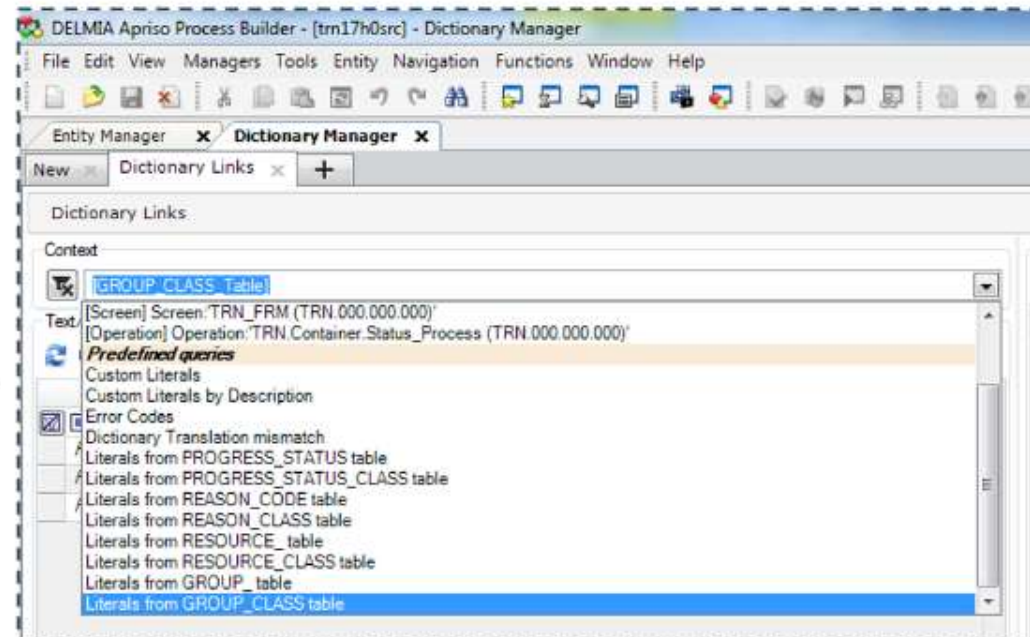 DELMIA Apriso Process Builder - [trn17h0src] - Dictionary Manager
File Edit View Managers Tools Entity Navigation Functions Window Help
Entity Manager x Dictionary Manager x
New x Dictionary Links x +
Dictionary Links
Context
[GROUP_CLASS_Table]
[Screen] Screen:'TRN_FRM (TRN.000.000.000)'
Text
[Operation] Operation:'TRN.Container.Status_Process (TRN.000.000.000)'
Predefined queries
Custom Literals
Custom Literals by Description
Error Codes
Dictionary Translation mismatch
Literals from PROGRESS_STATUS table
Literals from PROGRESS_STATUS_CLASS table
Literals from REASON_CODE table
Literals from REASON_CLASS table
Literals from RESOURCE_ table
Literals from RESOURCE_CLASS table
Literals from GROUP_ table
Literals from GROUP_CLASS table